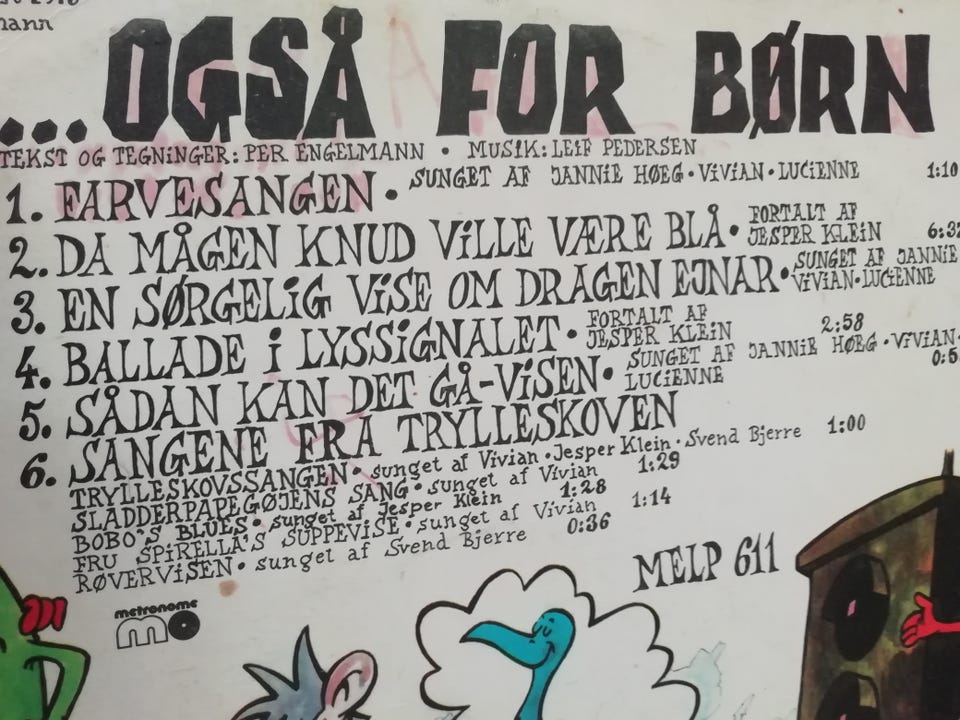 mann
...OGSÅ FOR BØRN
TEKST OG TEGNINGER: PER ENGELMANN • MUSIK: LEIF PEDERSEN
1. FARVESANGEN • SUNGET AF JANNIE HØEG • VIVIAN • LUCIENNE 1:10
2. DA MÅGEN KNUD VILLE VÆRE BLÅ • FORTALT AF JESPER KLEIN 6:32
3. EN SØRGELIG VISE OM DRAGEN EJNAR • SUNGET AF JANNIE VIVIAN • LUCIENNE
4. BALLADE I LYSSIGNALET • FORTALT AF JESPER KLEIN 2:58
5. SÅDAN KAN DET GÅ-VISEN • SUNGET AF JANNIE HØEG • VIVIAN • LUCIENNE 0:5
6. SANGENE FRA TRYLLESKOVEN
TRYLLESKOVSSANGEN • sunget af Vivian • Jesper Klein • Svend Bjerre 1:00
SLADDERPAPEGØJENS SANG • sunget af Vivian 1:29
BOBO'S BLUES • sunget af Jesper Klein 1:28
FRU SPIRELLA'S SUPPEVISE • sunget af Vivian 1:14
RØVERVISEN • sunget af Svend Bjerre 0:36
MELP 611
metronome
mo